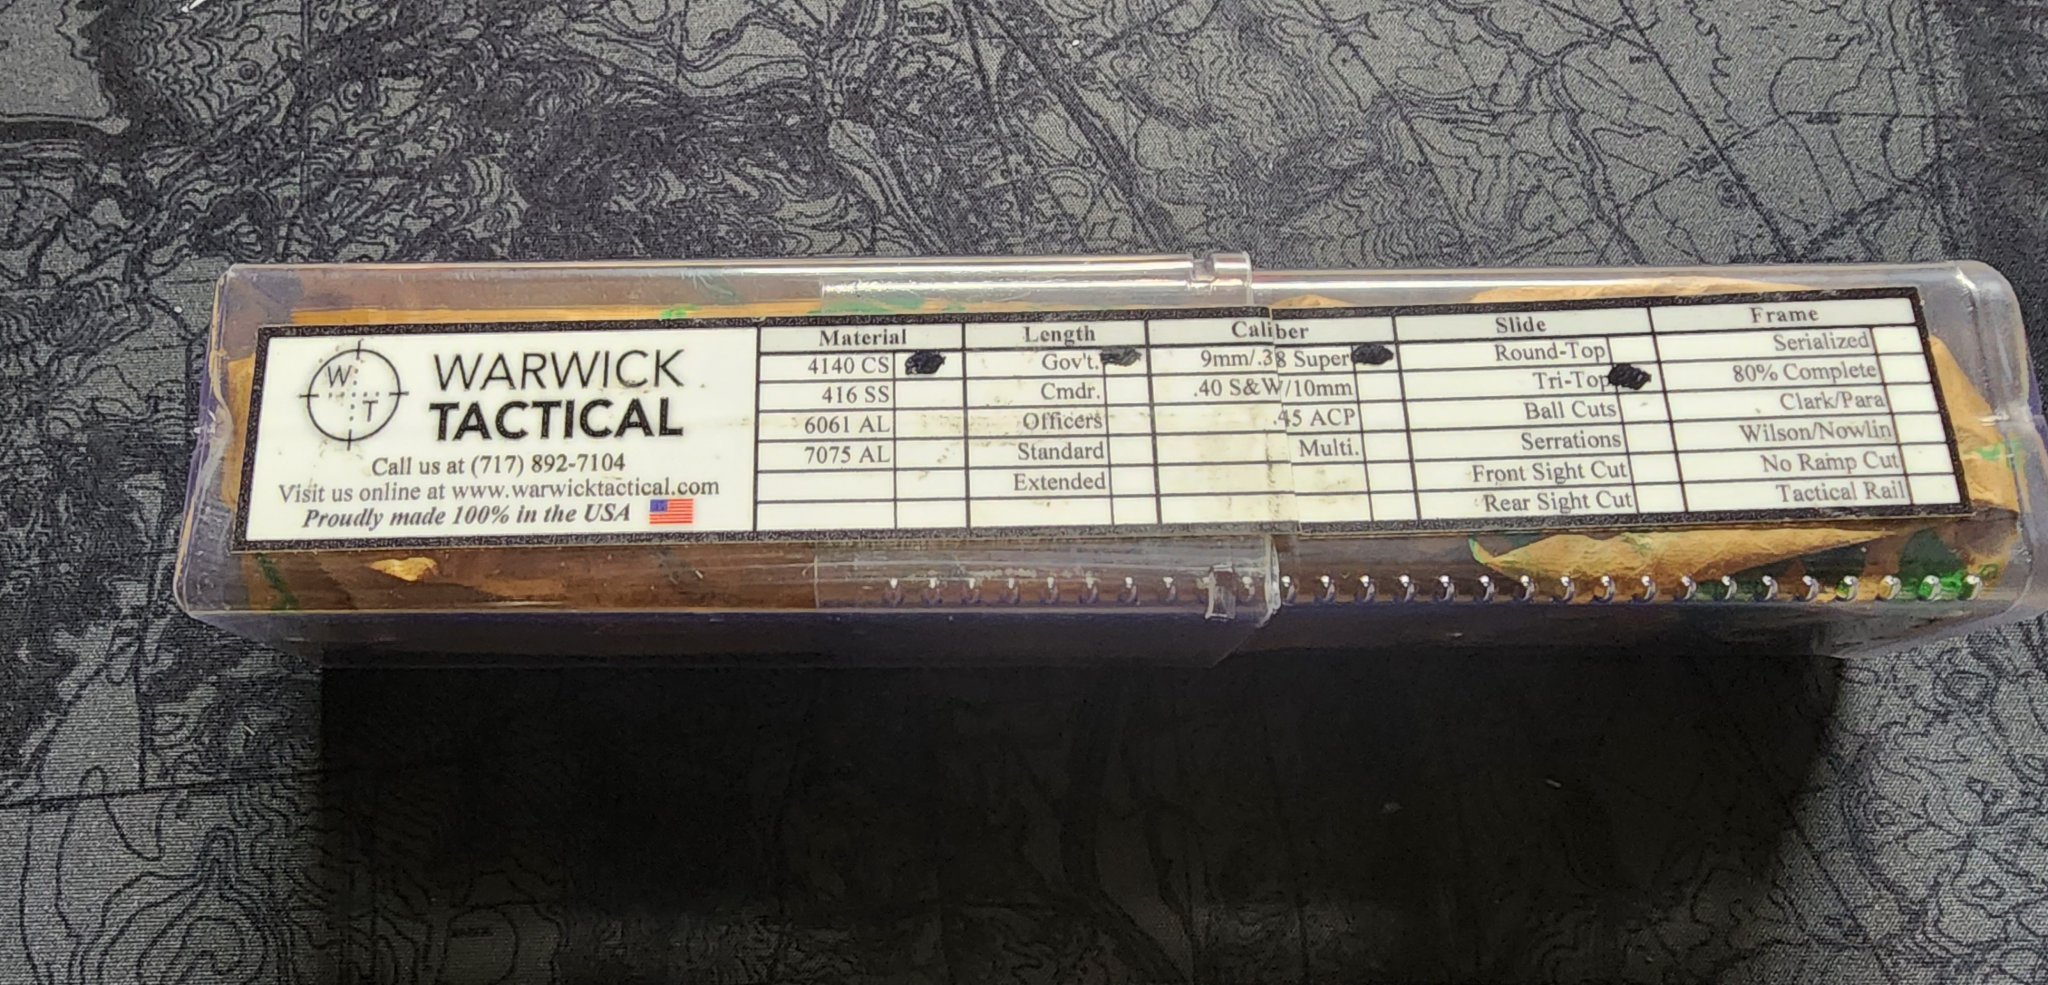 W
T
WARWICK
TACTICAL
Call us at (717) 892-7104
Visit us online at www.warwicktactical.com
Proudly made 100% in the USA
Material
4140 CS
416 SS
6061 AL
7075 AL
Length
Gov't.
Cmdr.
Officers
Standard
Extended
Caliber
9mm/.38 Super
.40 S&W/10mm
.45 ACP
Multi.
Slide
Round-Top
Tri-Top
Ball Cuts
Serrations
Front Sight Cut
Rear Sight Cut
Frame
Serialized
80% Complete
Clark/Para
Wilson/Nowlin
No Ramp Cut
Tactical Rail